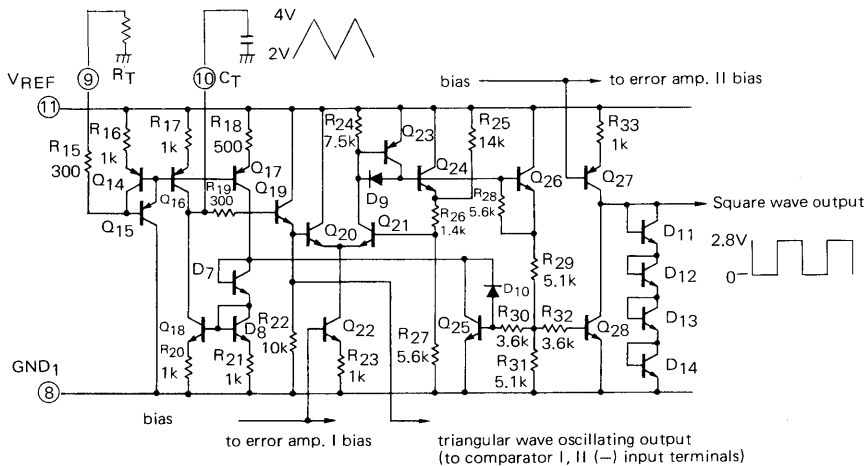 4V
2V
VREF
9
RT
10
CT
bias
to error amp. II bias
11
R15
300
R16
1k
R17
1k
R18
500
R24
7.5k
Q23
R25
14k
R33
1k
Q14
Q15
Q16
Q17
R19
300
Q19
D9
Q24
R28
5.6k
Q26
Q27
Square wave output
Q20
Q21
R26
1.4k
D11
2.8V
0
D7
D10
R29
5.1k
D12
Q18
D8
R22
10k
Q22
Q25
R30
3.6k
R32
3.6k
Q28
D13
R20
1k
R21
1k
R23
1k
R27
5.6k
R31
5.1k
D14
GND1
8
bias
to error amp. I bias
triangular wave oscillating output
(to comparator I, II (−) input terminals)